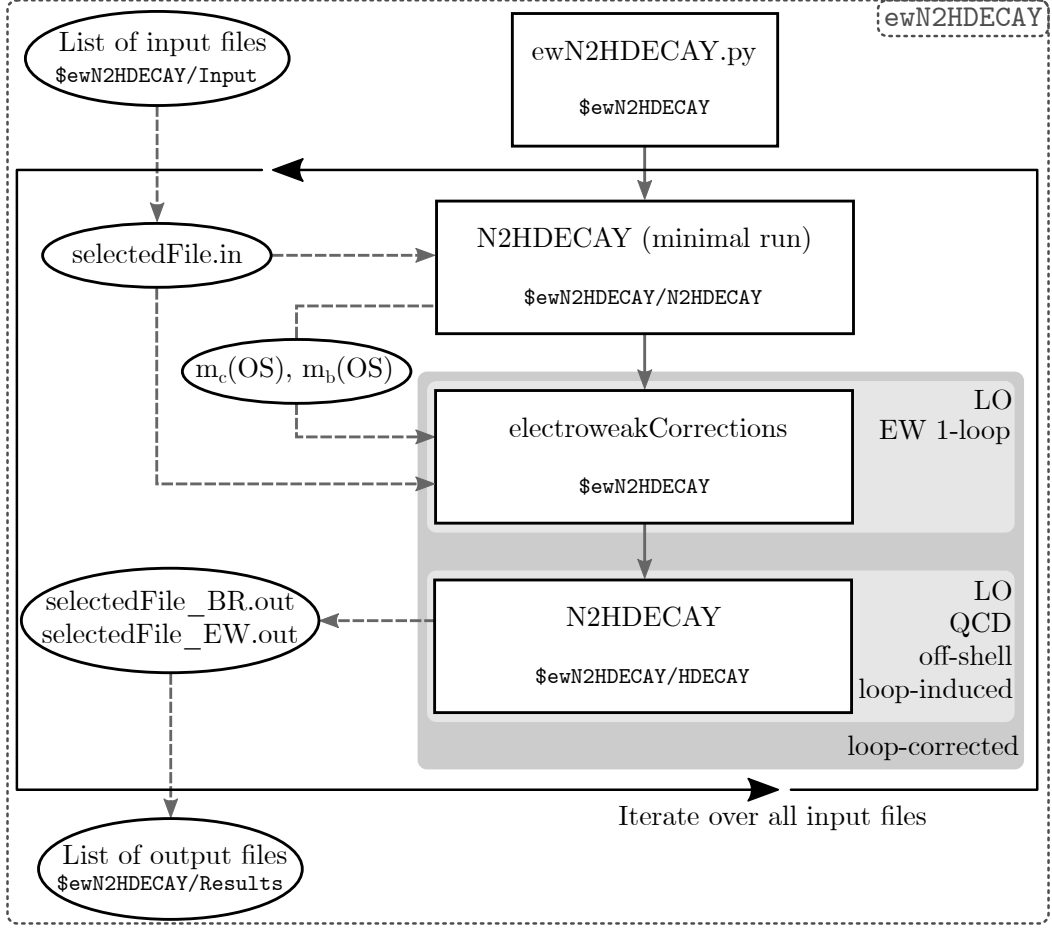 ewN2HDECAY
List of input files
$ewN2HDECAY/Input
ewN2HDECAY.py
$ewN2HDECAY
selectedFile.in
N2HDECAY (minimal run)
$ewN2HDECAY/N2HDECAY
m_c(OS), m_b(OS)
electroweakCorrections
$ewN2HDECAY
LO
EW 1-loop
selectedFile_BR.out
selectedFile_EW.out
N2HDECAY
$ewN2HDECAY/HDECAY
LO
QCD
off-shell
loop-induced
loop-corrected
Iterate over all input files
List of output files
$ewN2HDECAY/Results